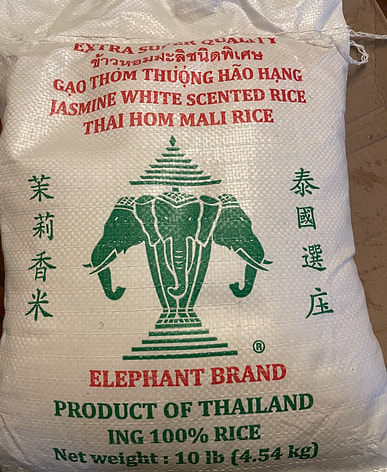 EXTRA SUPER QUALITY
ข้าวหอมมะลิชนิดพิเศษ
GẠO THƠM THƯỢNG HẢO HẠNG
JASMINE WHITE SCENTED RICE
THAI HOM MALI RICE
茉莉香米
泰國選庄
®
ELEPHANT BRAND
PRODUCT OF THAILAND
ING 100% RICE
Net weight : 10 lb (4.54 kg)